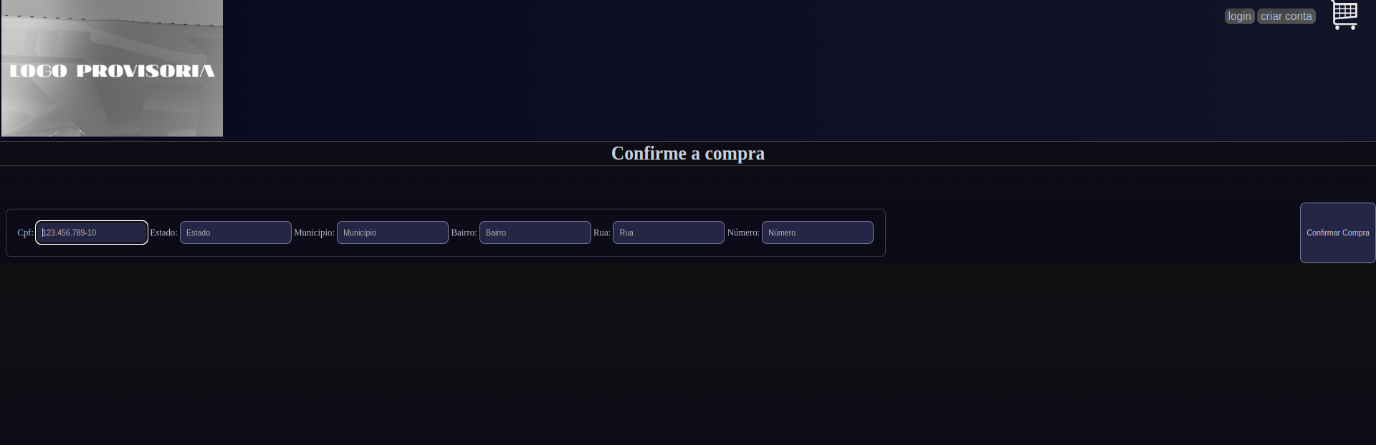 LOGO PROVISORIA
login criar conta
Confirme a compra
Cpf: 123.456.789-10 Estado: Estado Municipio: Municipio Bairro: Bairro Rua: Rua Número: Número
Confirmar Compra